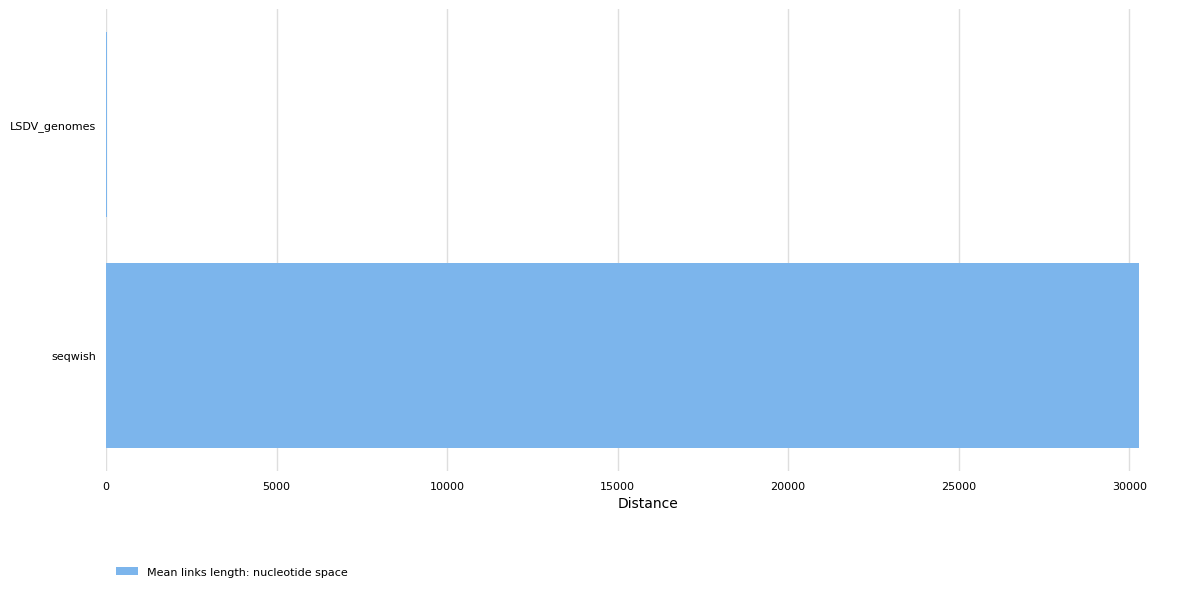 LSDV_genomes
seqwish
0 5000 10000 15000 20000 25000 30000
Distance
Mean links length: nucleotide space